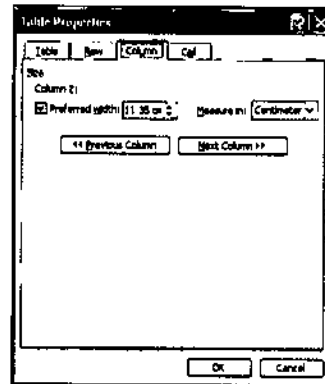 Table Properties
Table Row Column Cell
Size
Column 2:
Preferred width: 11.35 cm Measure in: Centimeter
<< Previous Column Next Column >>
OK Cancel